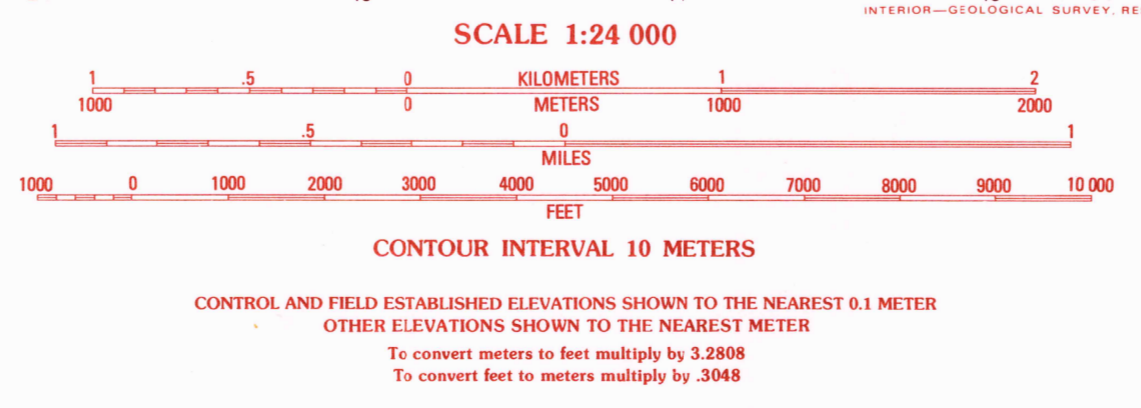 INTERIOR—GEOLOGICAL SURVEY, RE
SCALE 1:24 000
1 .5 0 KILOMETERS 1 2
1000 0 METERS 1000 2000
1 .5 0 1
MILES
1000 0 1000 2000 3000 4000 5000 6000 7000 8000 9000 10 000
FEET
CONTOUR INTERVAL 10 METERS
CONTROL AND FIELD ESTABLISHED ELEVATIONS SHOWN TO THE NEAREST 0.1 METER
OTHER ELEVATIONS SHOWN TO THE NEAREST METER
To convert meters to feet multiply by 3.2808
To convert feet to meters multiply by .3048